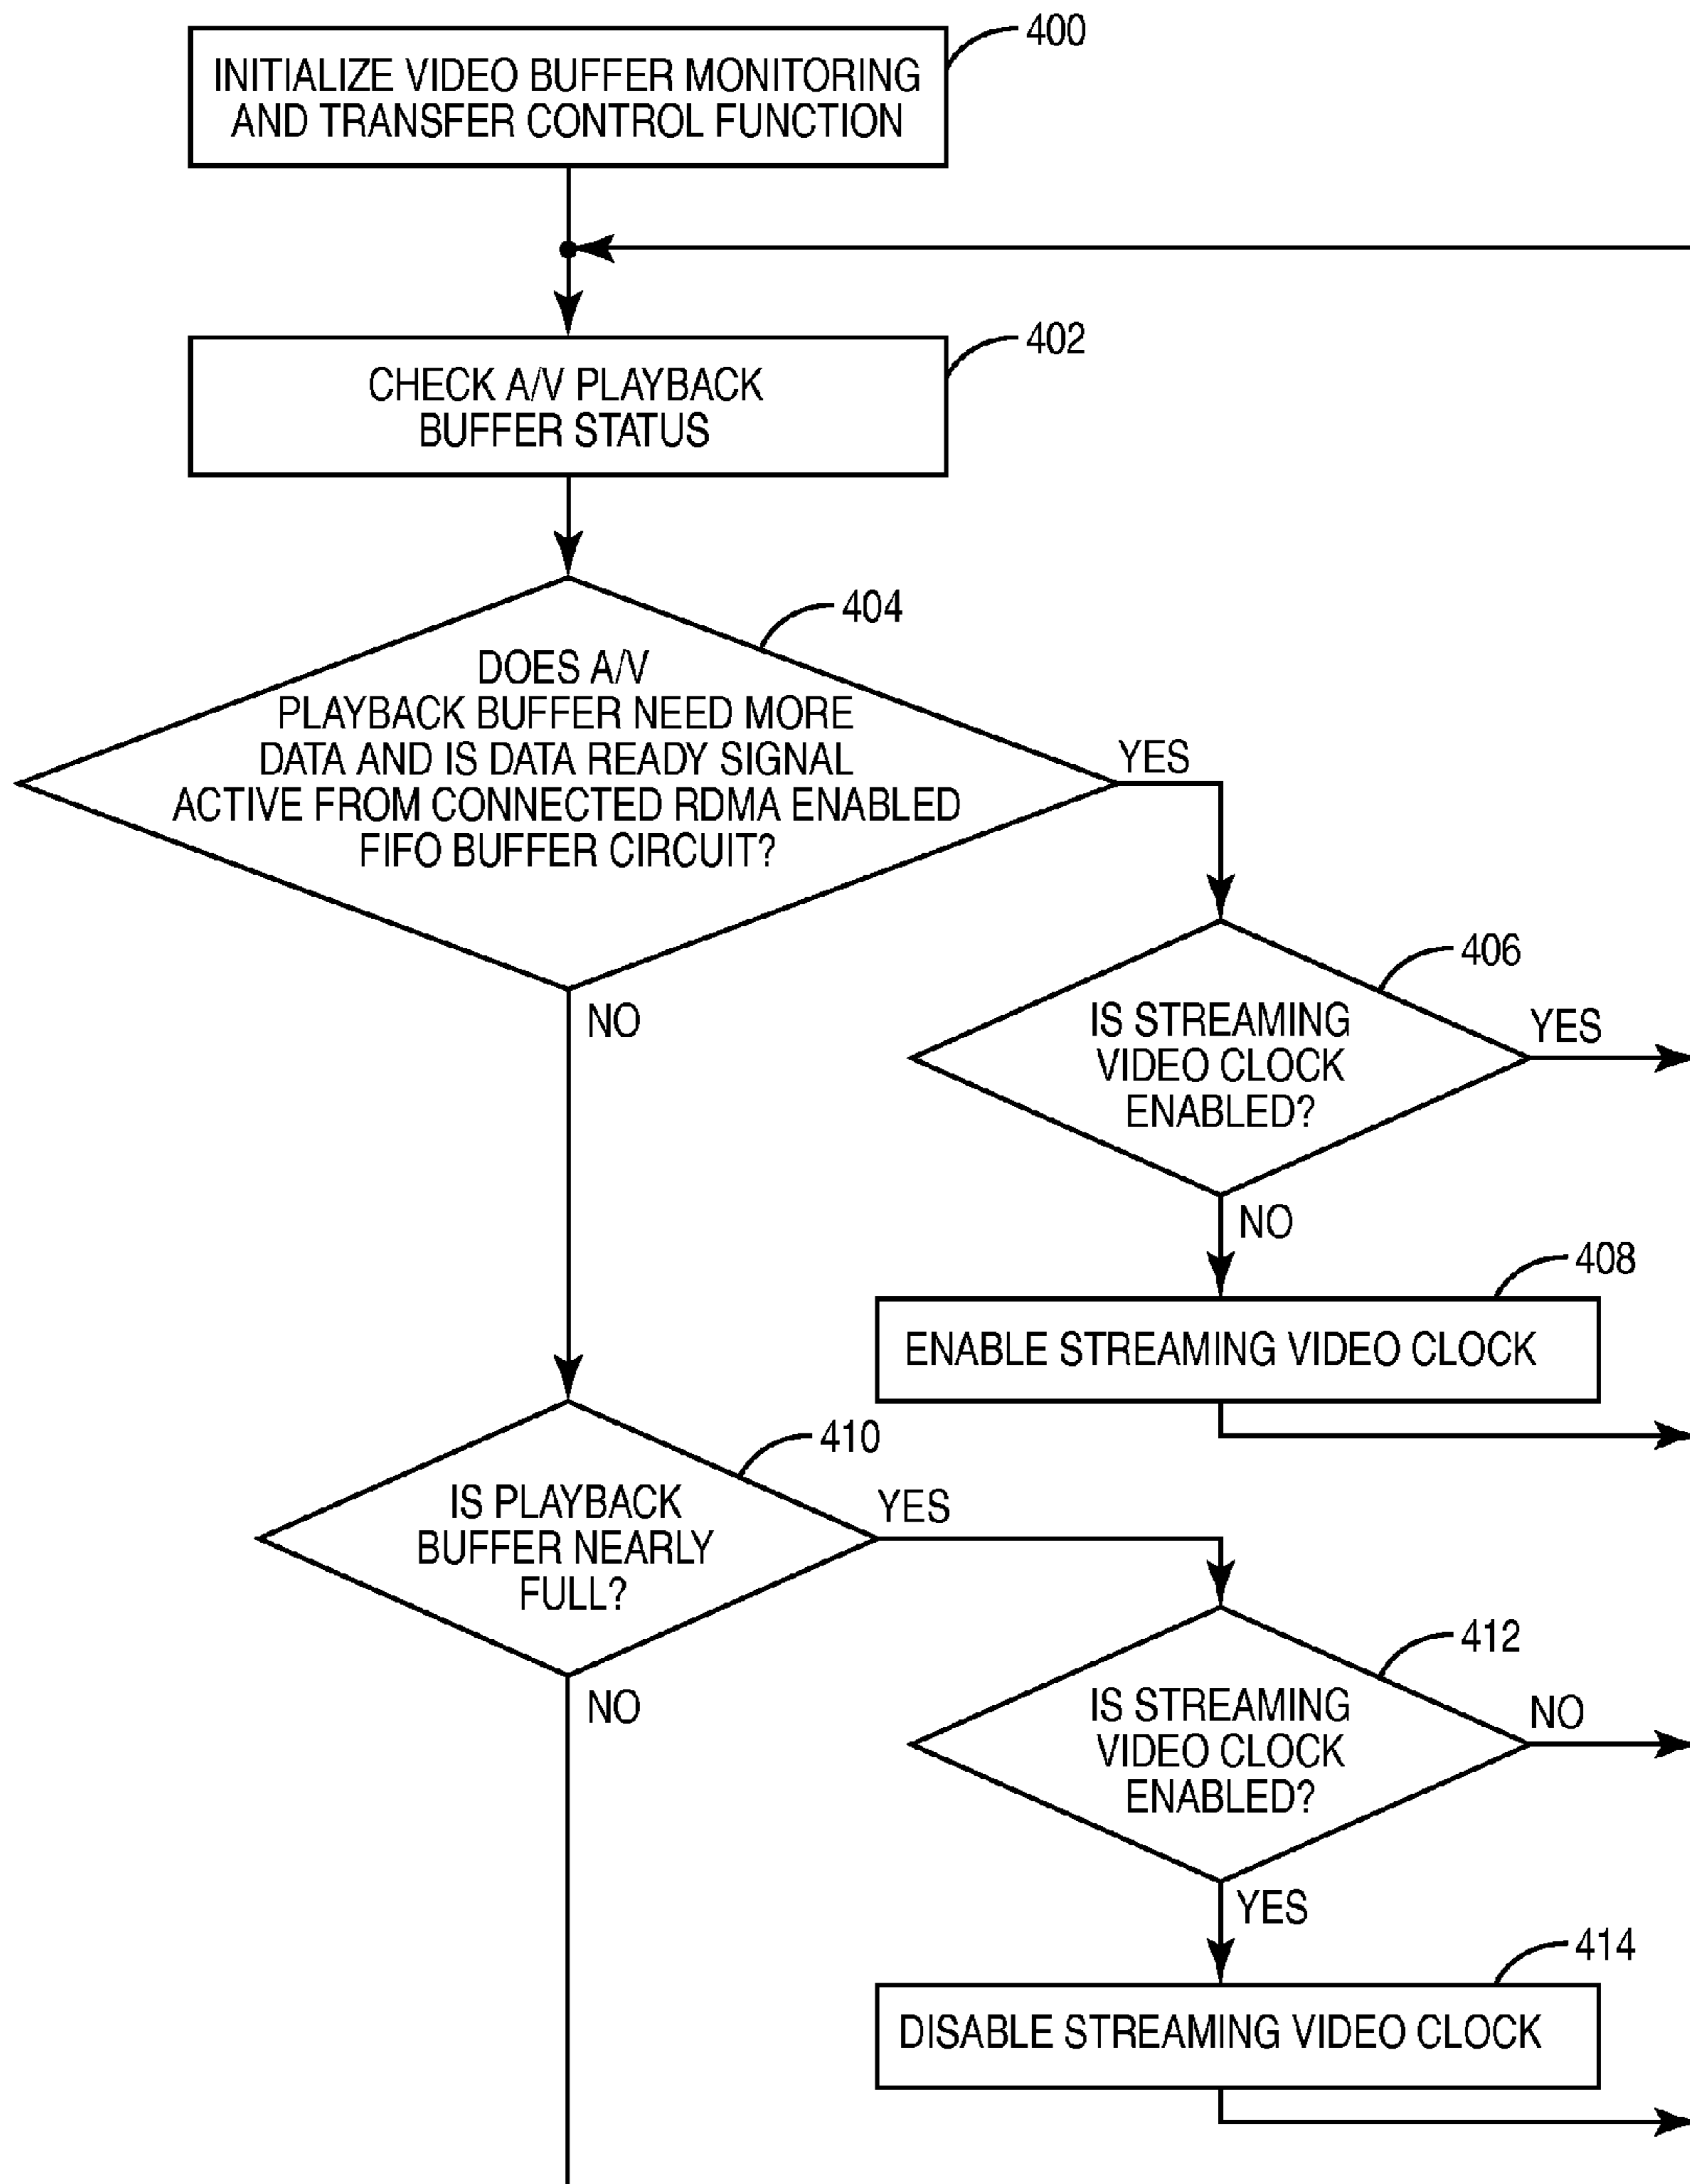 400
INITIALIZE VIDEO BUFFER MONITORING
AND TRANSFER CONTROL FUNCTION
402
CHECK A/V PLAYBACK
BUFFER STATUS
404
DOES A/V
PLAYBACK BUFFER NEED MORE
DATA AND IS DATA READY SIGNAL
ACTIVE FROM CONNECTED RDMA ENABLED
FIFO BUFFER CIRCUIT?
YES
NO
406
IS STREAMING
VIDEO CLOCK
ENABLED?
YES
NO
408
ENABLE STREAMING VIDEO CLOCK
410
IS PLAYBACK
BUFFER NEARLY
FULL?
YES
NO
412
IS STREAMING
VIDEO CLOCK
ENABLED?
NO
YES
414
DISABLE STREAMING VIDEO CLOCK